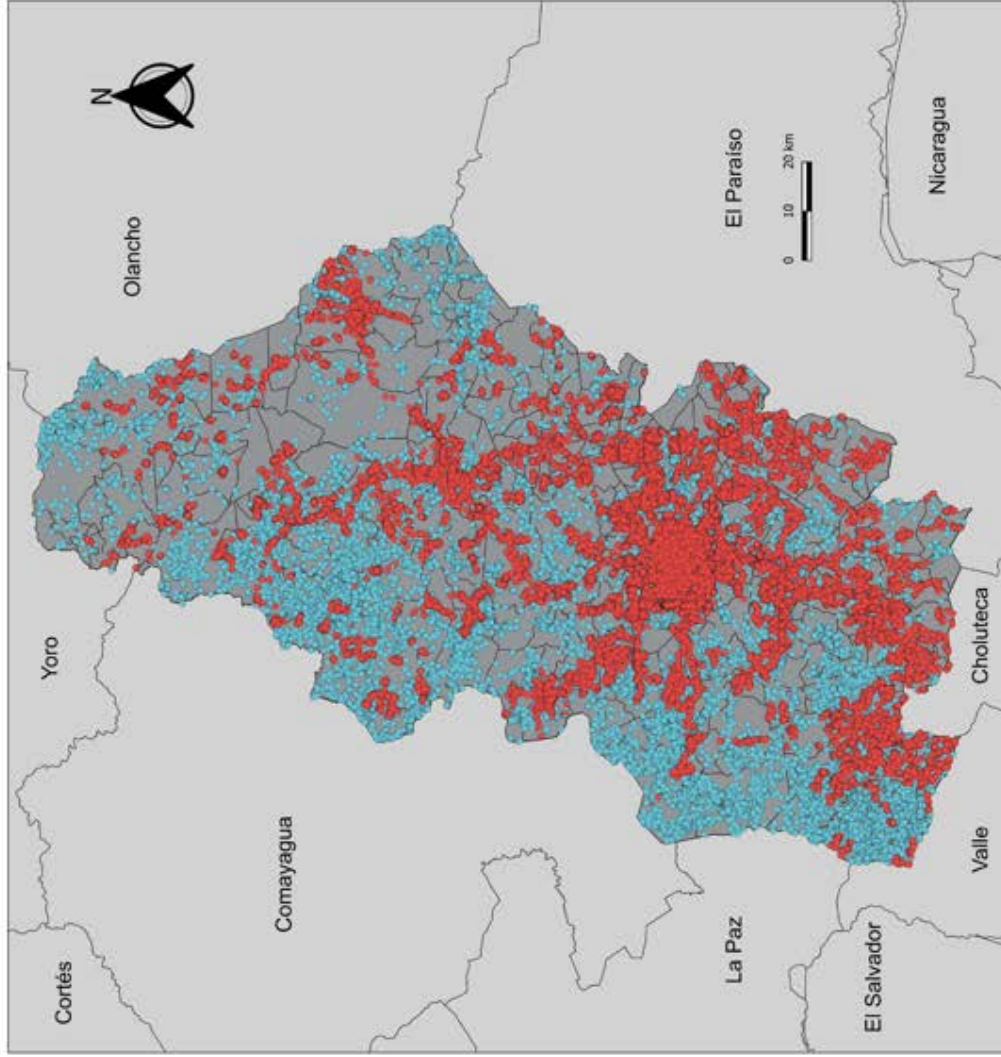 N
Cortés
Yoro
Olancho
Comayagua
El Paraíso
0 10 20 km
La Paz
El Salvador
Valle
Choluteca
Nicaragua